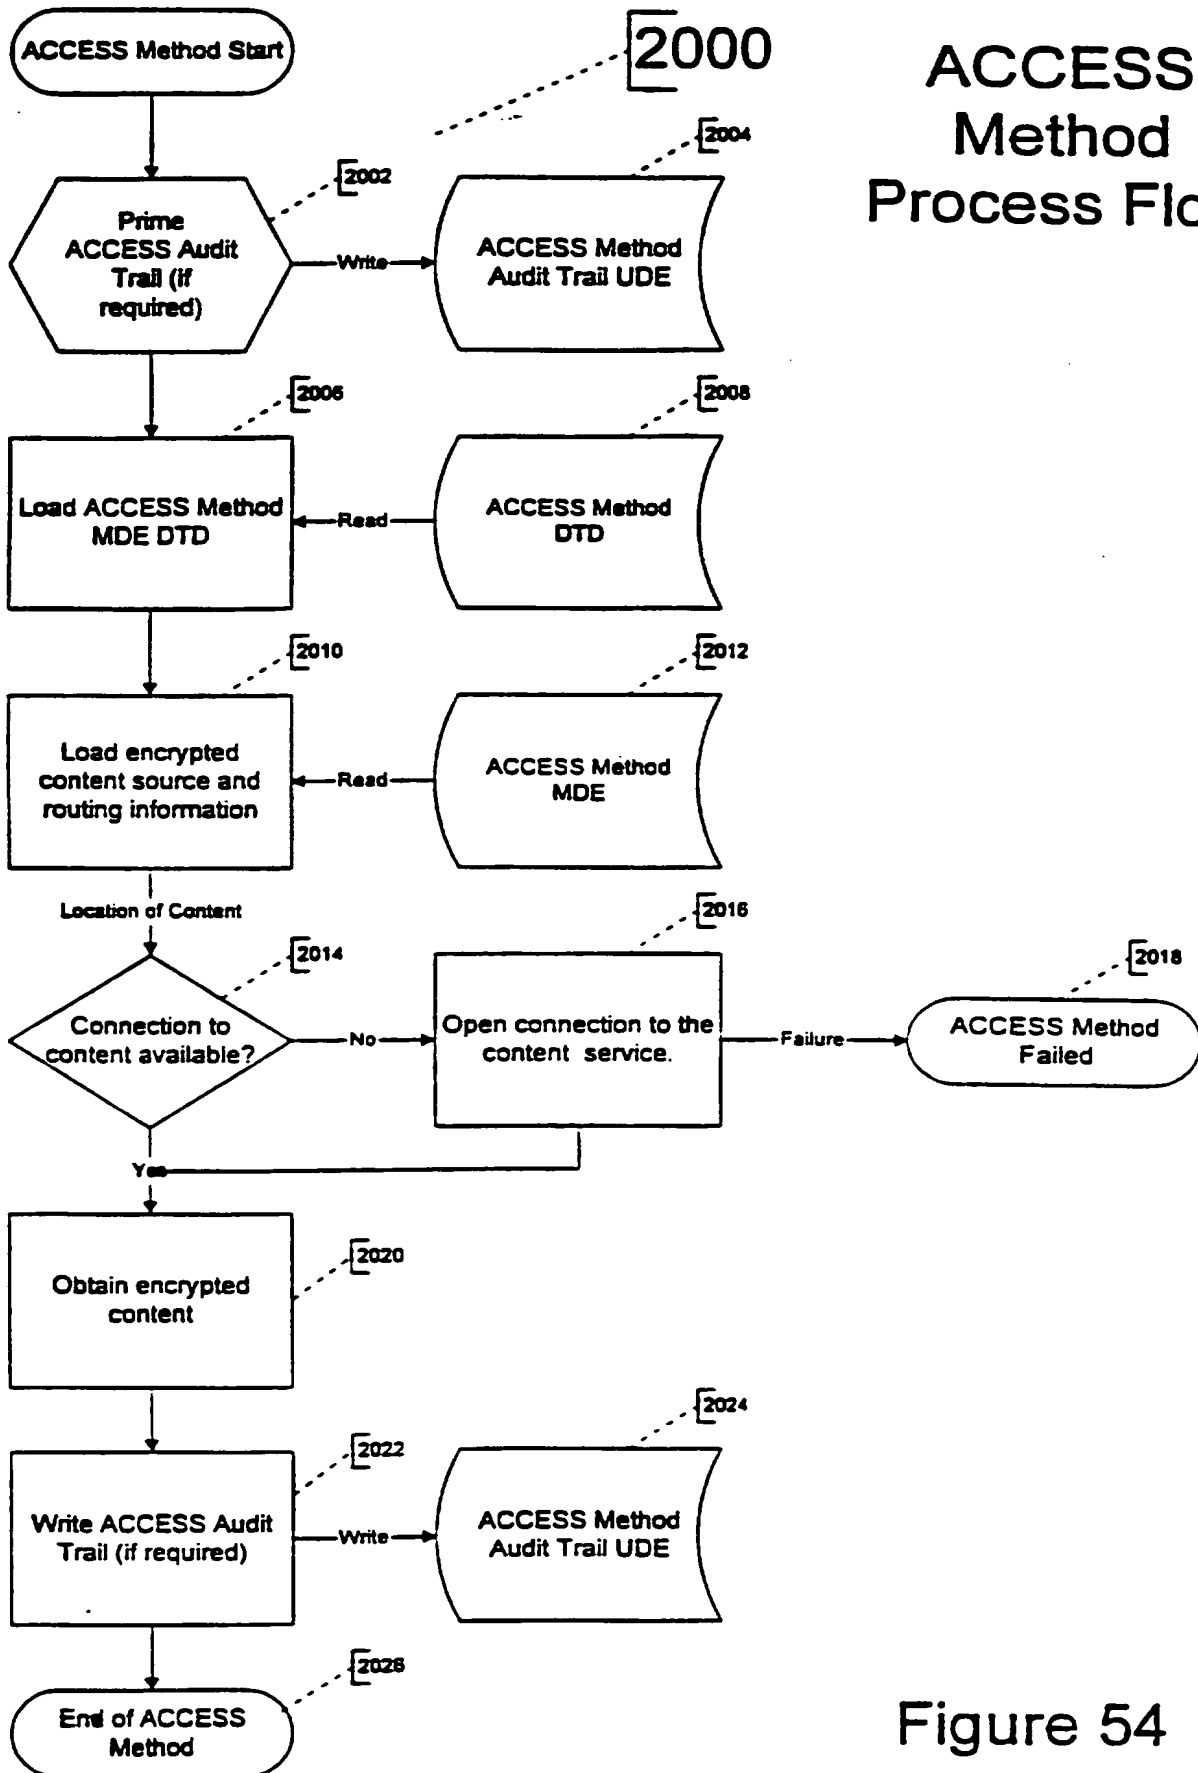 ACCESS Method Start
2000
ACCESS
Method
Process Flo
2002
2004
Prime
ACCESS Audit
Trail (if
required)
Write
ACCESS Method
Audit Trail UDE
2006
2008
Load ACCESS Method
MDE DTD
Read
ACCESS Method
DTD
2010
2012
Load encrypted
content source and
routing information
Read
ACCESS Method
MDE
Location of Content
2014
2016
2018
Connection to
content available?
No
Open connection to the
content service.
Failure
ACCESS Method
Failed
Yes
2020
Obtain encrypted
content
2022
2024
Write ACCESS Audit
Trail (if required)
Write
ACCESS Method
Audit Trail UDE
2026
End of ACCESS
Method
Figure 54